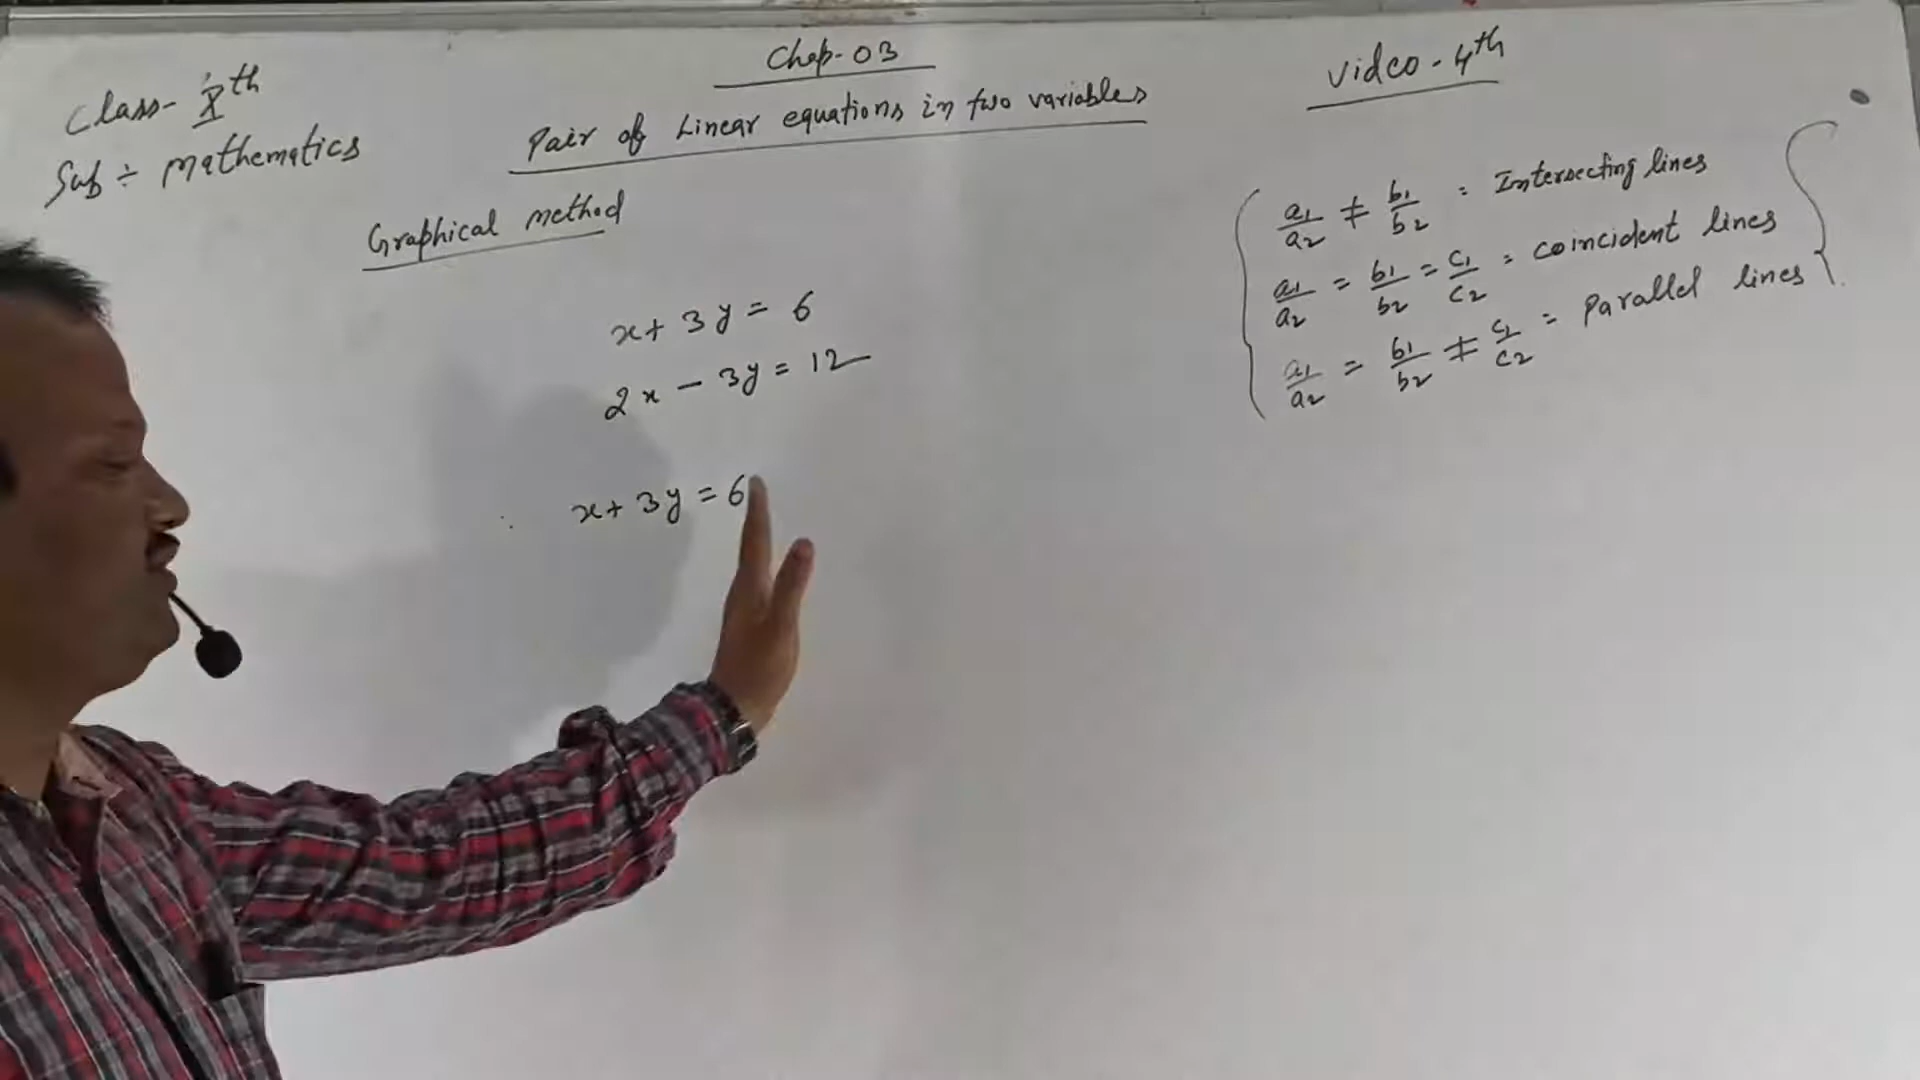 Class- Xth
Sub ÷ mathematics
Chap-03
Pair of Linear equations in two variables
Video-4th
Graphical method
x + 3y = 6
2x - 3y = 12
x + 3y = 6
a1/a2 ≠ b1/b2 = Intersecting lines
a1/a2 = b1/b2 = c1/c2 = coincident lines
a1/a2 = b1/b2 ≠ c1/c2 = Parallel lines